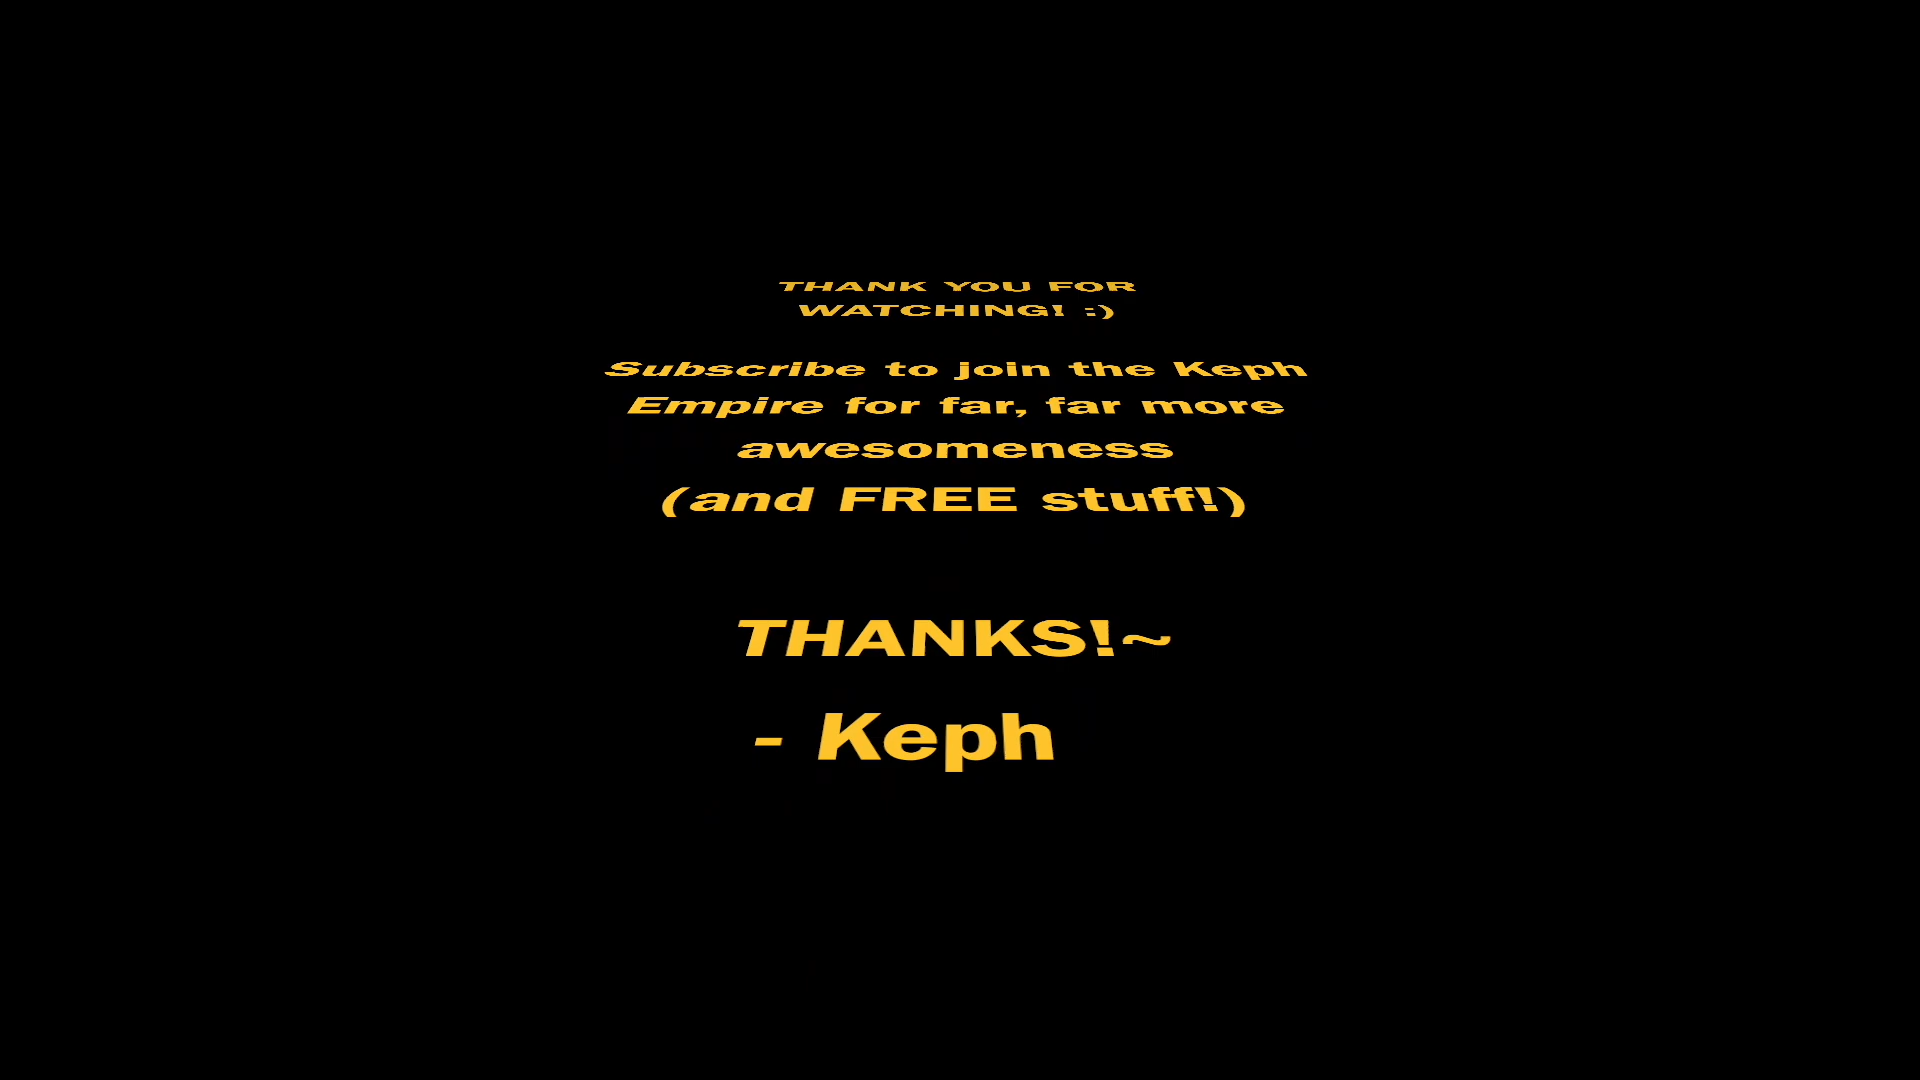 THANK YOU FOR
WATCHING! :)
Subscribe to join the Keph
Empire for far, far more
awesomeness
(and FREE stuff!)
THANKS!~
- Keph